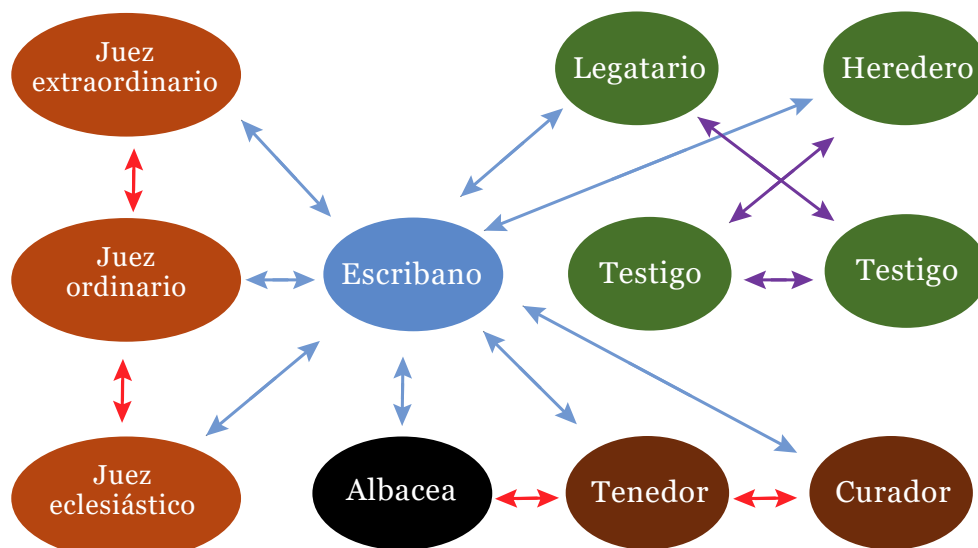 Juez
extraordinario
Legatario
Heredero
Juez
ordinario
Escribano
Testigo
Testigo
Juez
eclesiástico
Albacea
Tenedor
Curador